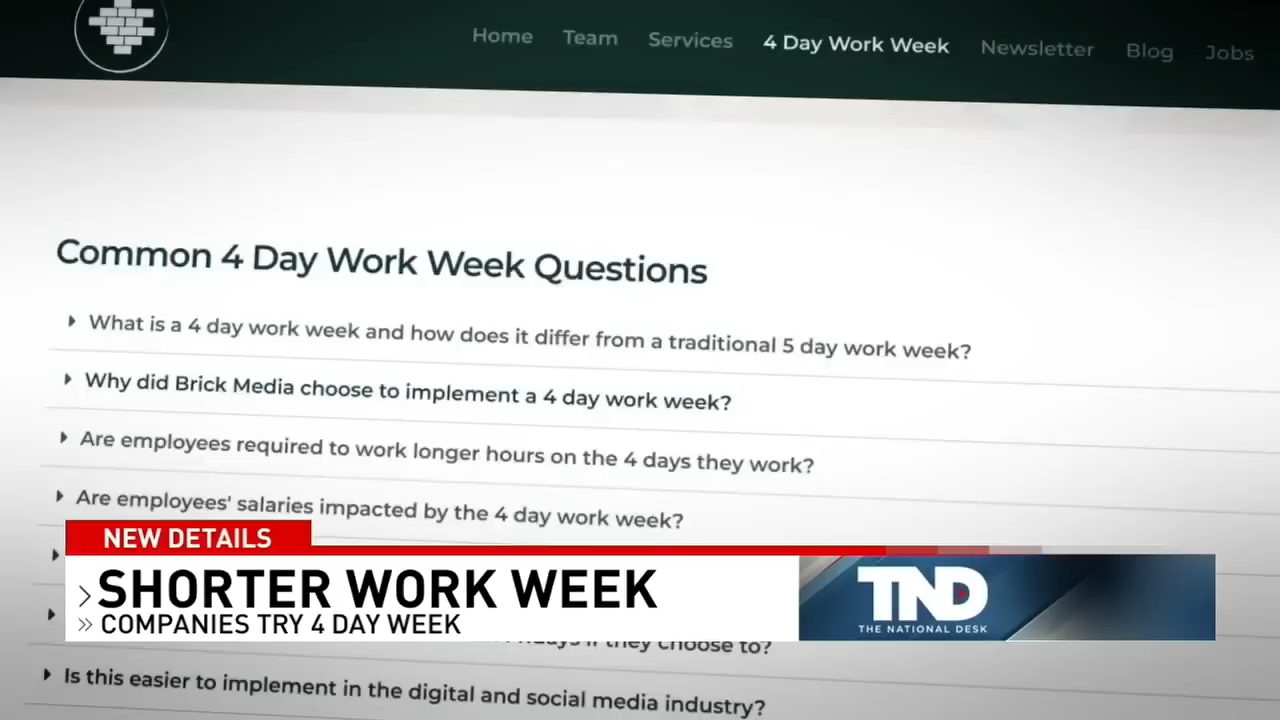 Home Team Services 4 Day Work Week Newsletter Blog Jobs
Common 4 Day Work Week Questions
What is a 4 day work week and how does it differ from a traditional 5 day work week?
Why did Brick Media choose to implement a 4 day work week?
Are employees required to work longer hours on the 4 days they work?
Are employees' salaries impacted by the 4 day work week?
NEW DETAILS
SHORTER WORK WEEK
COMPANIES TRY 4 DAY WEEK
TND
THE NATIONAL DESK
if they choose to?
Is this easier to implement in the digital and social media industry?